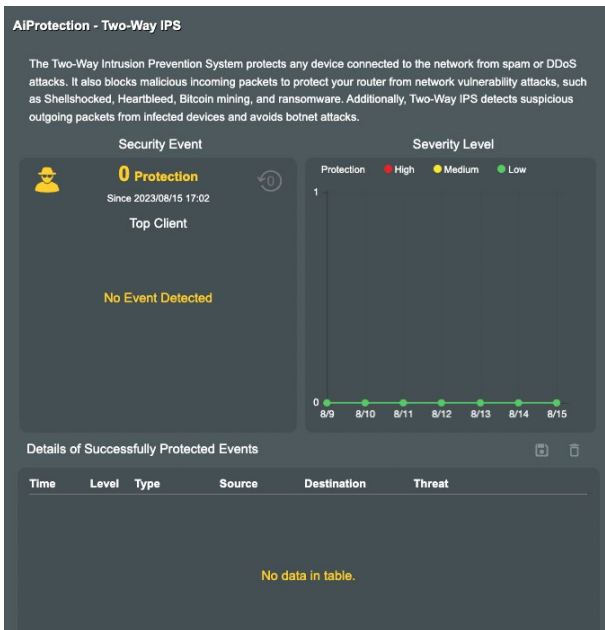 AiProtection - Two-Way IPS
The Two-Way Intrusion Prevention System protects any device connected to the network from spam or DDoS
attacks. It also blocks malicious incoming packets to protect your router from network vulnerability attacks, such
as Shellshocked, Heartbleed, Bitcoin mining, and ransomware. Additionally, Two-Way IPS detects suspicious
outgoing packets from infected devices and avoids botnet attacks.
Security Event
0 Protection
0
Since 2023/08/15 17:02
Top Client
No Event Detected
Severity Level
Protection High Medium Low
1
0
8/9 8/10 8/11 8/12 8/13 8/14 8/15
Details of Successfully Protected Events
Time Level Type Source Destination Threat
No data in table.